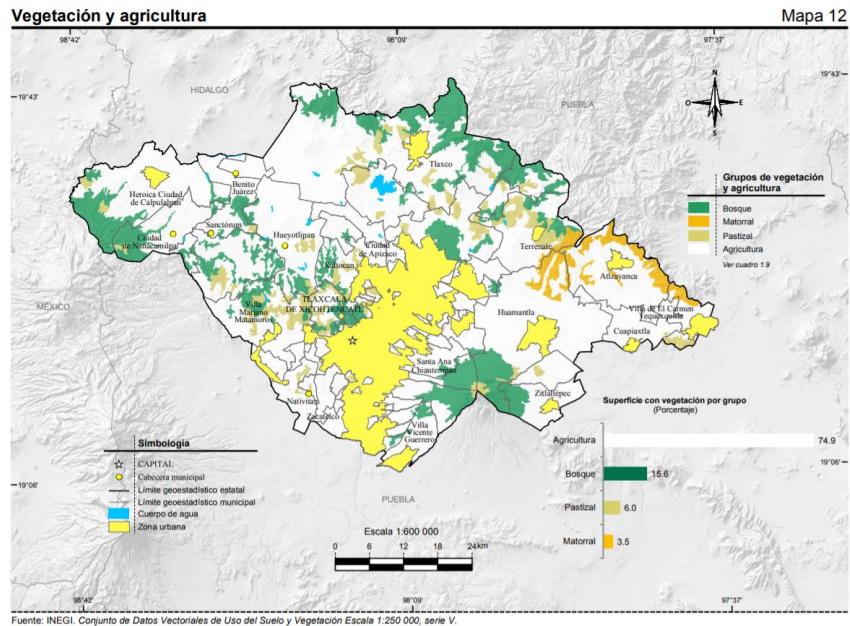 Vegetación y agricultura
Mapa 12
98°42'
98°09'
97°37'
19°43'
19°43'
HIDALGO
PUEBLA
N
O
E
S
Tlaxco
Grupos de vegetación
y agricultura
Bosque
Matorral
Pastizal
Agricultura
Ver cuadro 1.9
Benito
Juárez
Heroica Ciudad
de Calpulalpan
Sanctórum
Hueyotlipan
Ciudad
de Nanacamilpa
Ciudad
de Apizaco
Terrenate
Xaltocan
Atlzayanca
MÉXICO
TLAXCALA
DE XICOHTÉNCATL
Villa
Mariano
Matamoros
Huamantla
Villa de El Carmen
Tequexquitla
Cuapiaxtla
Santa Ana
Chiautempan
Zitlaltépec
Nativitas
Zacatelco
Villa
Vicente
Guerrero
Superficie con vegetación por grupo
(Porcentaje)
Agricultura
74.9
Bosque
15.6
Pastizal
6.0
Matorral
3.5
Simbología
CAPITAL
Cabecera municipal
Límite geoestadístico estatal
Límite geoestadístico municipal
Cuerpo de agua
Zona urbana
19°06'
19°06'
PUEBLA
Escala 1:600 000
0 6 12 18 24 km
98°42'
98°09'
97°37'
Fuente: INEGI. Conjunto de Datos Vectoriales de Uso del Suelo y Vegetación Escala 1:250 000, serie V.